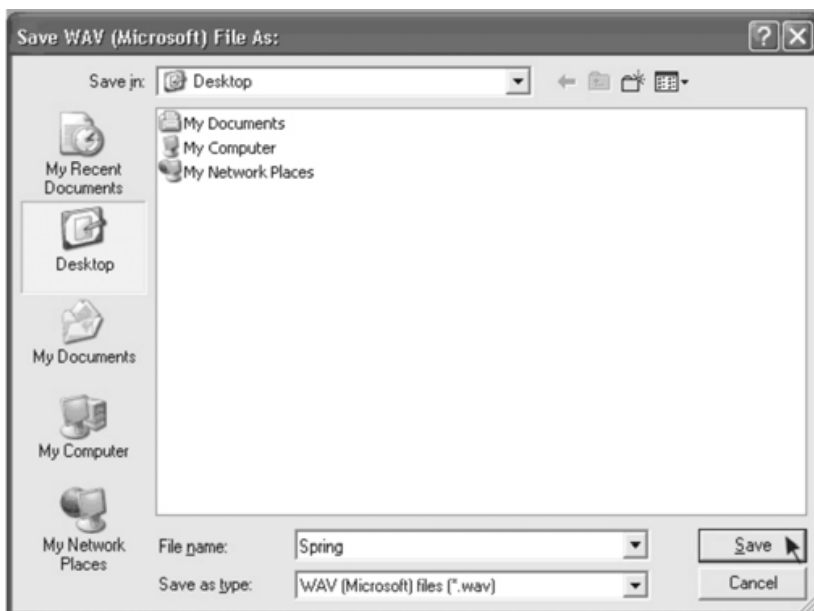 Save WAV (Microsoft) File As:
Save in: Desktop
My Recent
Documents
Desktop
My Documents
My Computer
My Network
Places
My Documents
My Computer
My Network Places
File name: Spring Save
Save as type: WAV (Microsoft) files (*.wav) Cancel